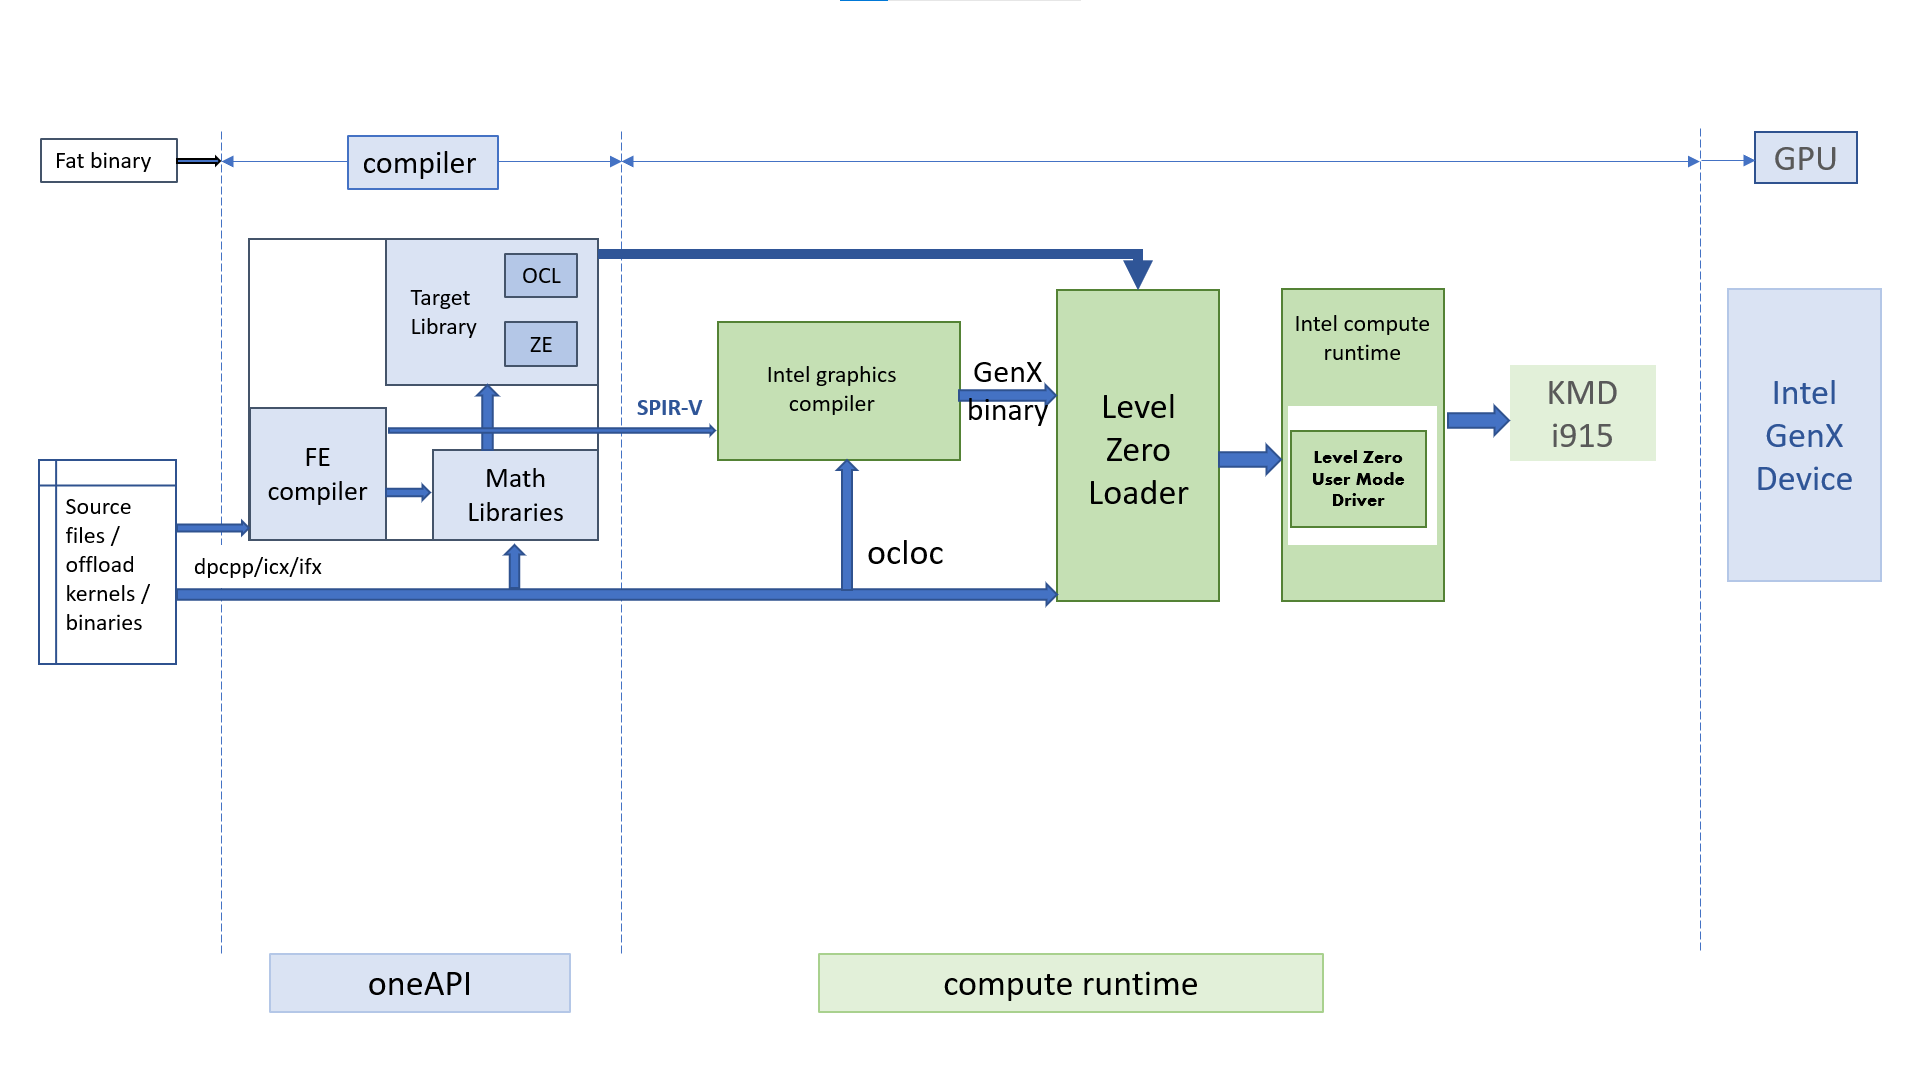 Fat binary
compiler
GPU
Target
Library
OCL
ZE
FE
compiler
Math
Libraries
Source
files /
offload
kernels /
binaries
dpcpp/icx/ifx
SPIR-V
Intel graphics
compiler
GenX
binary
ocloc
Level
Zero
Loader
Intel compute
runtime
Level Zero
User Mode
Driver
KMD
i915
Intel
GenX
Device
oneAPI
compute runtime